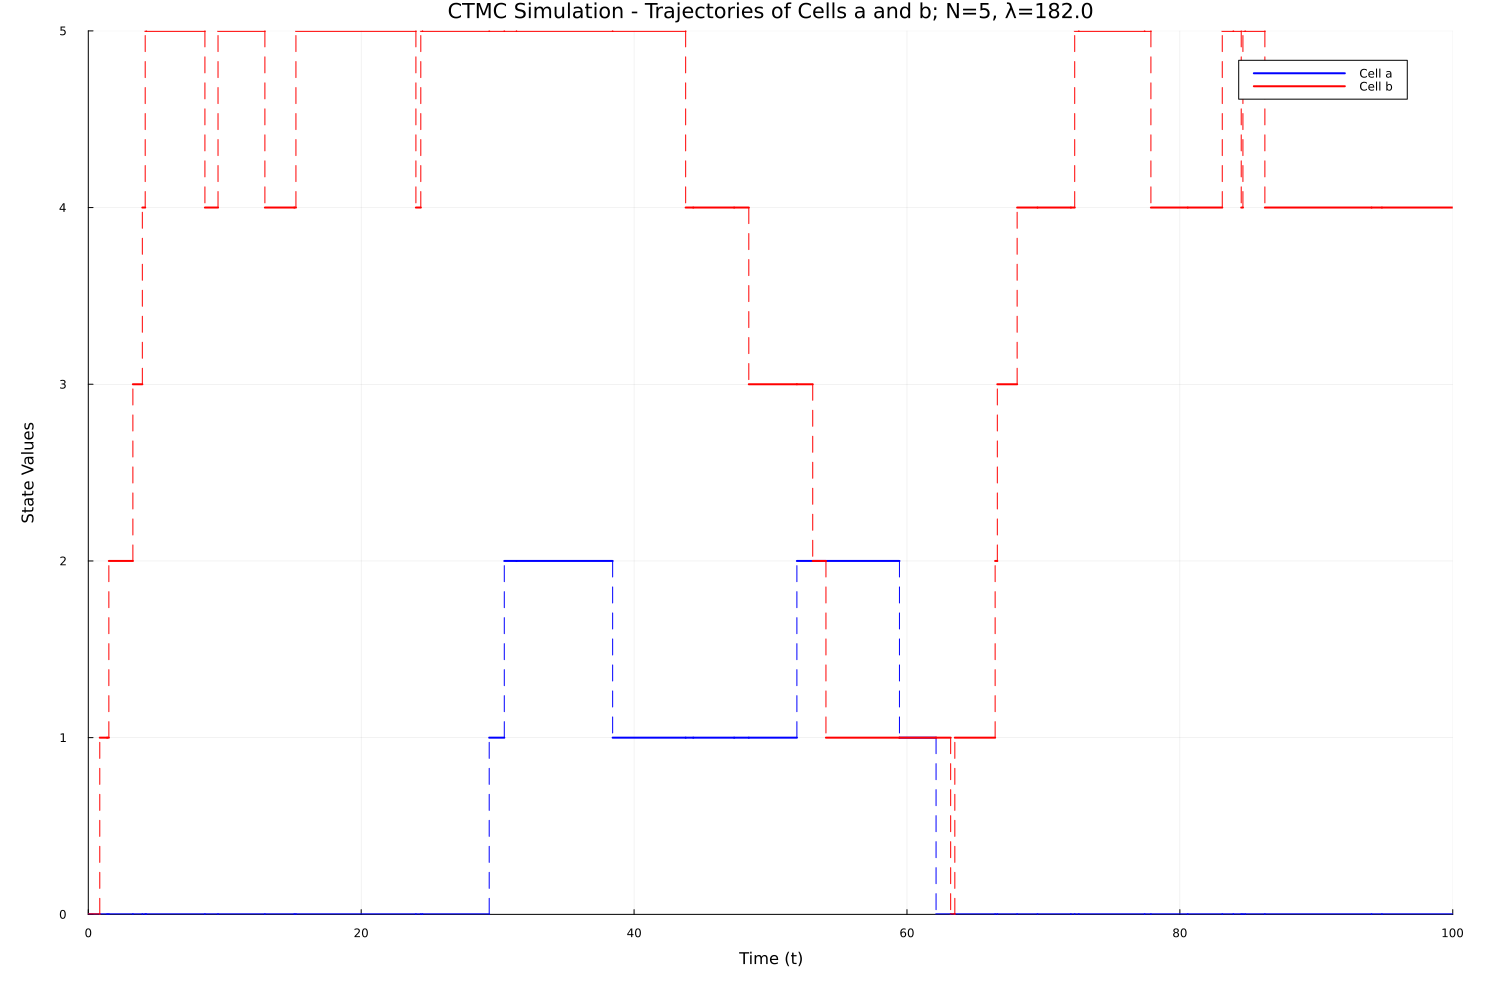 CTMC Simulation - Trajectories of Cells a and b; N=5, λ=182.0
Cell a
Cell b
State Values
5
4
3
2
1
0
0 20 40 60 80 100
Time (t)